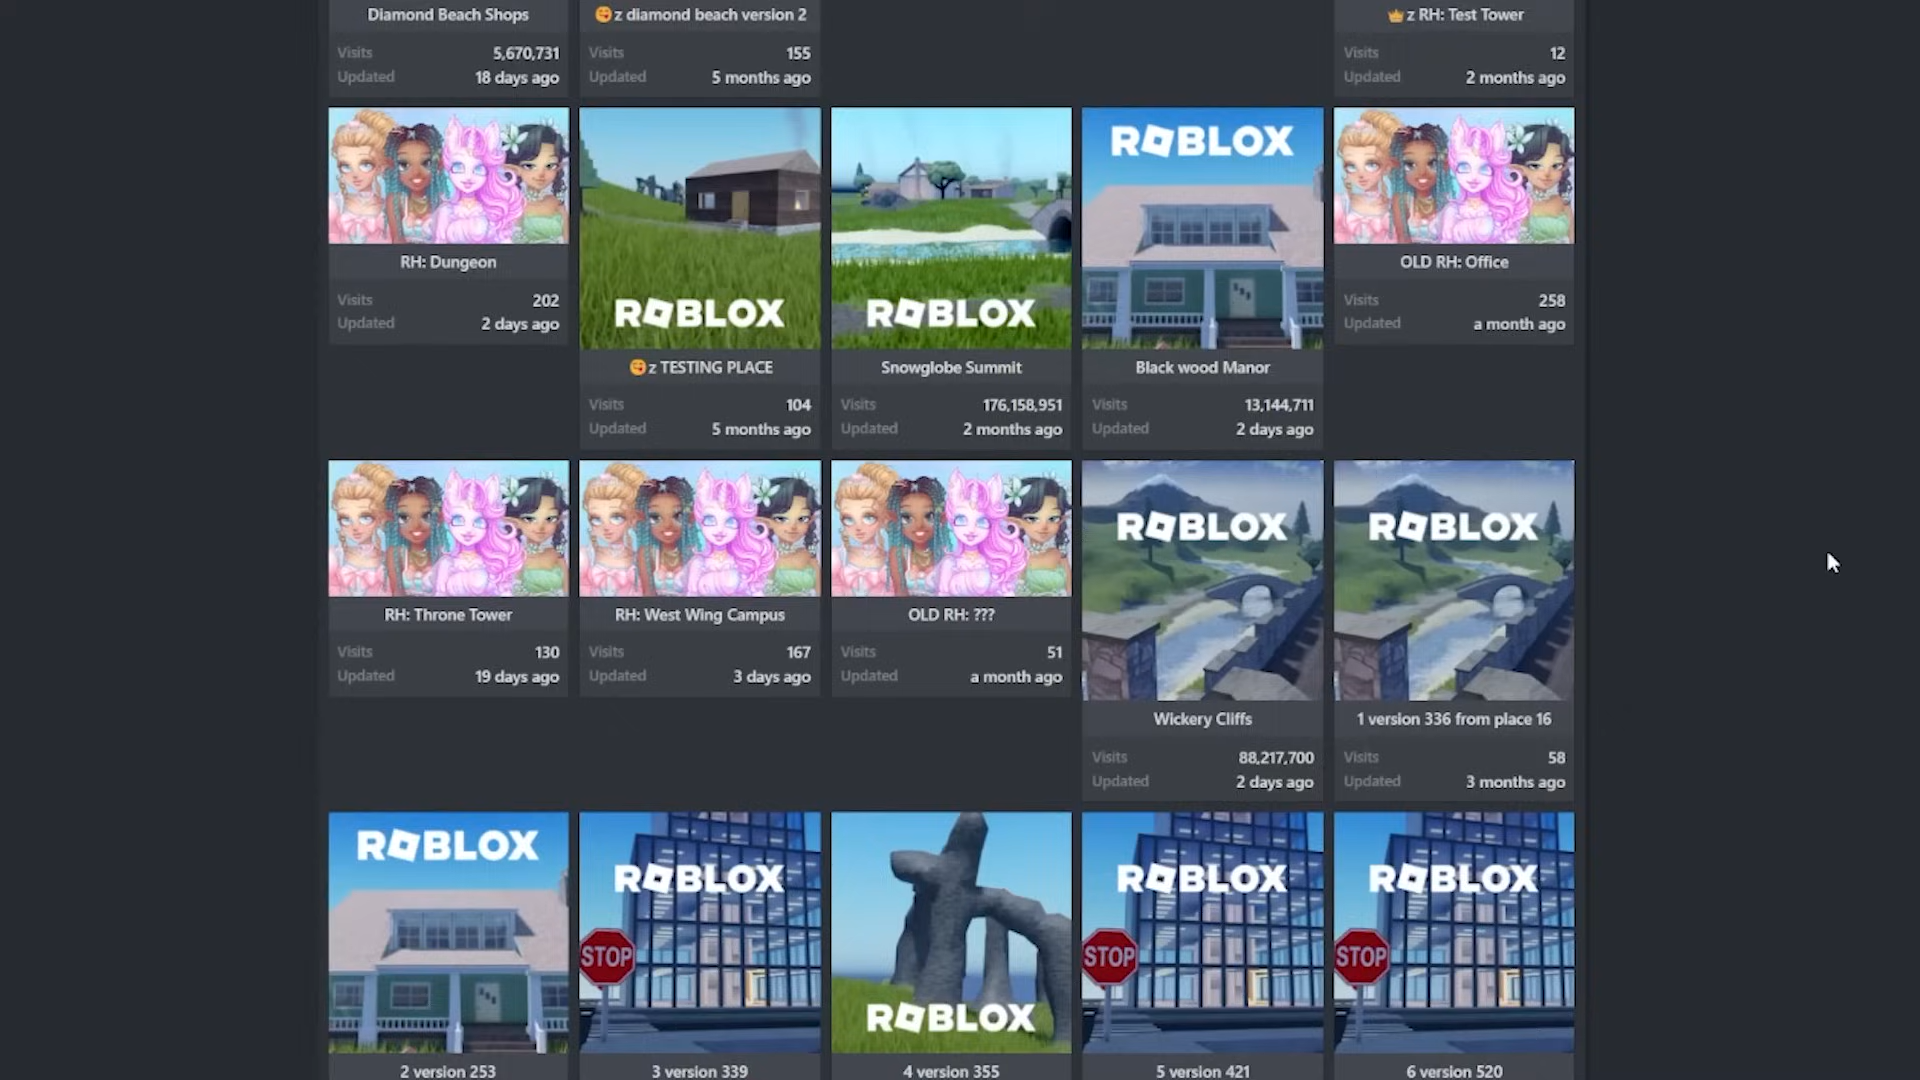 Diamond Beach Shops
Visits 5,670,731
Updated 18 days ago
😋 z diamond beach version 2
Visits 155
Updated 5 months ago
👑 z RH: Test Tower
Visits 12
Updated 2 months ago
RH: Dungeon
Visits 202
Updated 2 days ago
ROBLOX
😋 z TESTING PLACE
Visits 104
Updated 5 months ago
ROBLOX
Snowglobe Summit
Visits 176,158,951
Updated 2 months ago
ROBLOX
Black wood Manor
Visits 13,144,711
Updated 2 days ago
OLD RH: Office
Visits 258
Updated a month ago
RH: Throne Tower
Visits 130
Updated 19 days ago
RH: West Wing Campus
Visits 167
Updated 3 days ago
OLD RH: ???
Visits 51
Updated a month ago
ROBLOX
Wickery Cliffs
Visits 88,217,700
Updated 2 days ago
ROBLOX
1 version 336 from place 16
Visits 58
Updated 3 months ago
ROBLOX
2 version 253
ROBLOX
STOP
3 version 339
ROBLOX
4 version 355
ROBLOX
STOP
5 version 421
ROBLOX
STOP
6 version 520